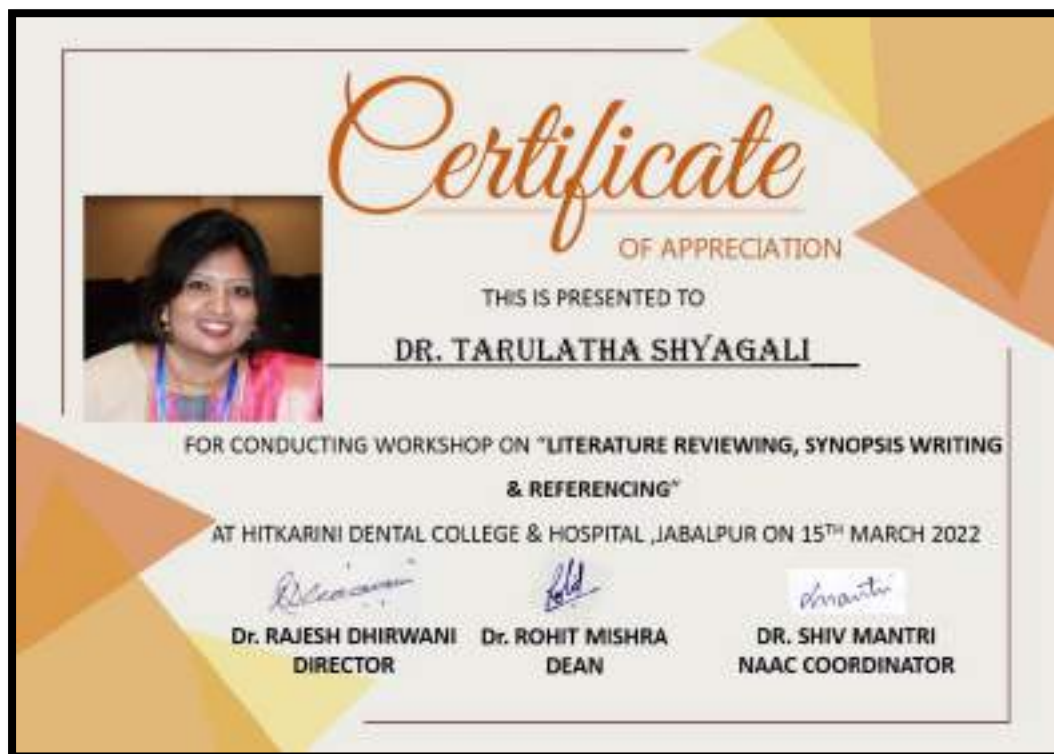 Certificate
OF APPRECIATION
THIS IS PRESENTED TO
DR. TARULATHA SHYAGALI
FOR CONDUCTING WORKSHOP ON "LITERATURE REVIEWING, SYNOPSIS WRITING
& REFERENCING"
AT HITKARINI DENTAL COLLEGE & HOSPITAL ,JABALPUR ON 15TH MARCH 2022
Dr. RAJESH DHIRWANI Dr. ROHIT MISHRA DR. SHIV MANTRI
DIRECTOR DEAN NAAC COORDINATOR